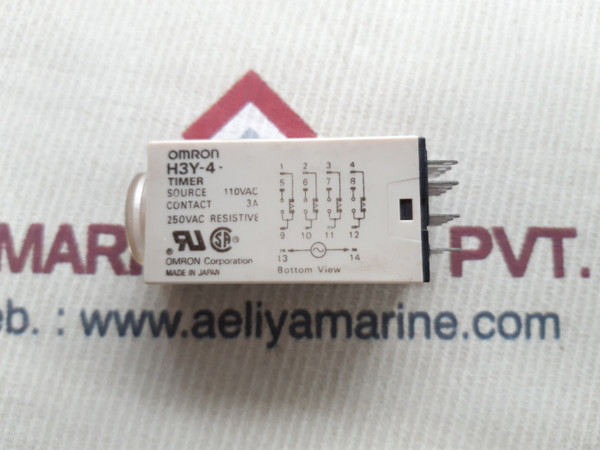 OMRON
H3Y-4-
TIMER
SOURCE 110VAC
CONTACT 3A
250VAC RESISTIVE
OMRON Corporation
MADE IN JAPAN
1 2 3 4
5 6 7 8
9 10 11 12
13 14
Bottom View
MAR PVT.
eb. : www.aeliyamarine.com